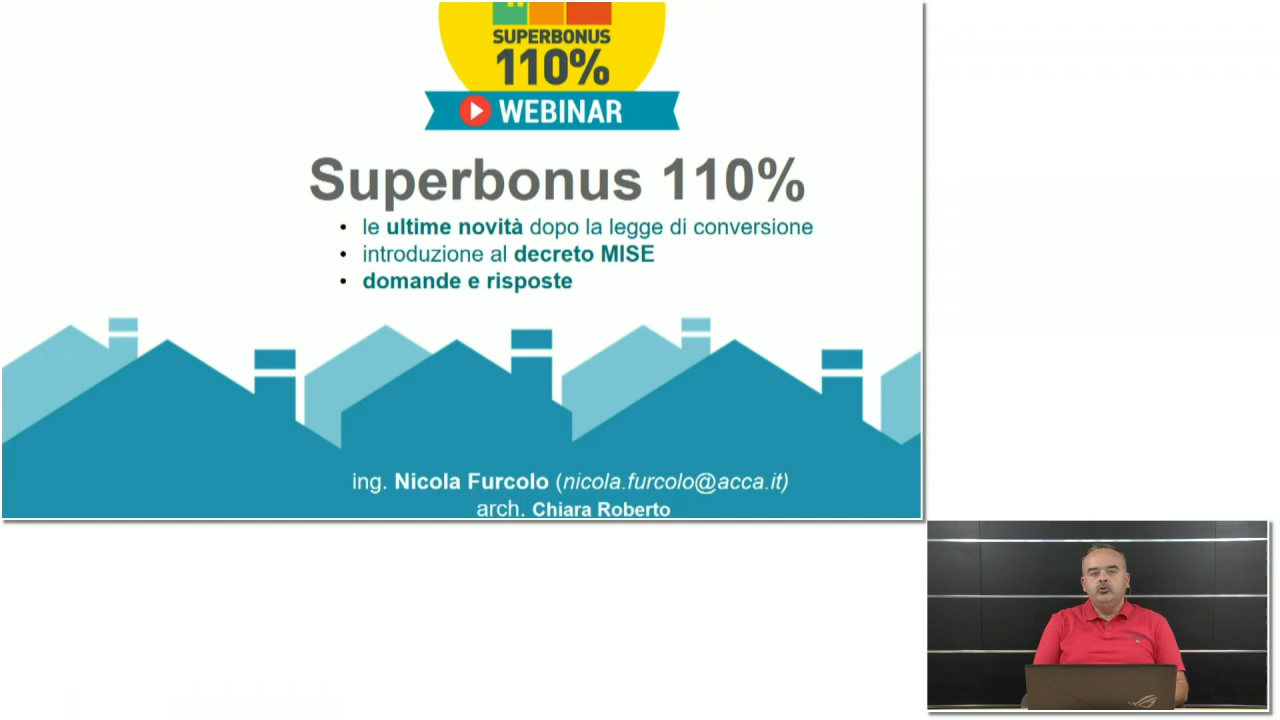 SUPERBONUS
110%
WEBINAR
Superbonus 110%
• le ultime novità dopo la legge di conversione
• introduzione al decreto MISE
• domande e risposte
ing. Nicola Furcolo (nicola.furcolo@acca.it)
arch. Chiara Roberto